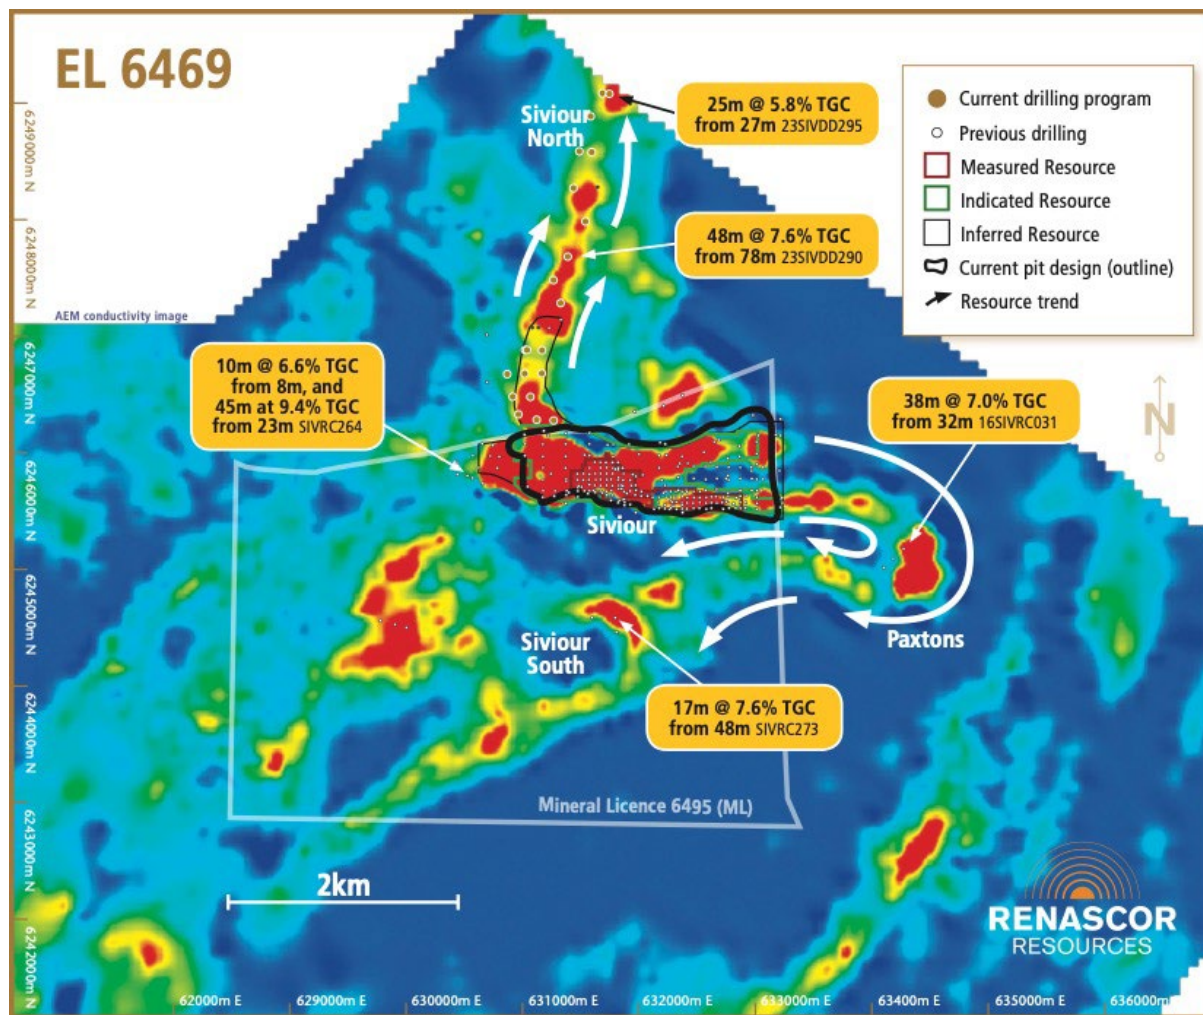 EL 6469
25m @ 5.8% TGC
from 27m 23SIVDD295
Siviour
North
48m @ 7.6% TGC
from 78m 23SIVDD290
Current drilling program
Previous drilling
Measured Resource
Indicated Resource
Inferred Resource
Current pit design (outline)
Resource trend
AEM conductivity image
10m @ 6.6% TGC
from 8m, and
45m at 9.4% TGC
from 23m SIVRC264
38m @ 7.0% TGC
from 32m 16SIVRC031
N
Siviour
Paxtons
Siviour
South
17m @ 7.6% TGC
from 48m SIVRC273
Mineral Licence 6495 (ML)
2km
RENASCOR
RESOURCES
6249000m N
6248000m N
6247000m N
6246000m N
6245000m N
6244000m N
6243000m N
6242000m N
62000m E
629000m E
630000m E
631000m E
632000m E
633000m E
63400m E
635000m E
636000m E